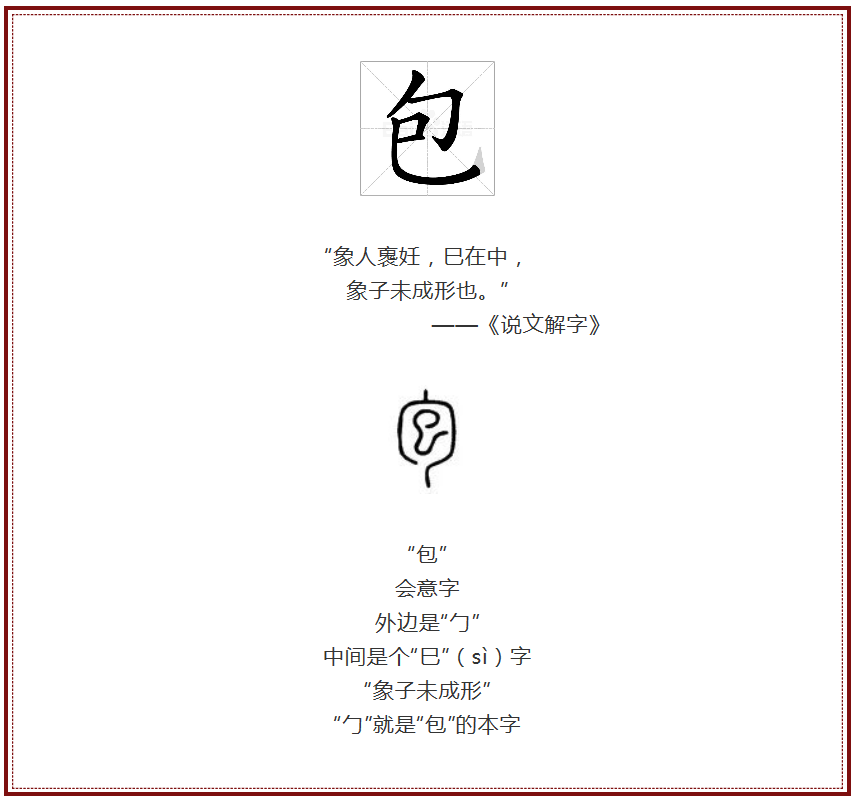 包
“象人裹妊，巳在中，
象子未成形也。”
——《说文解字》
“包”
会意字
外边是“勹”
中间是个“巳”（sì）字
“象子未成形”
“勹”就是“包”的本字